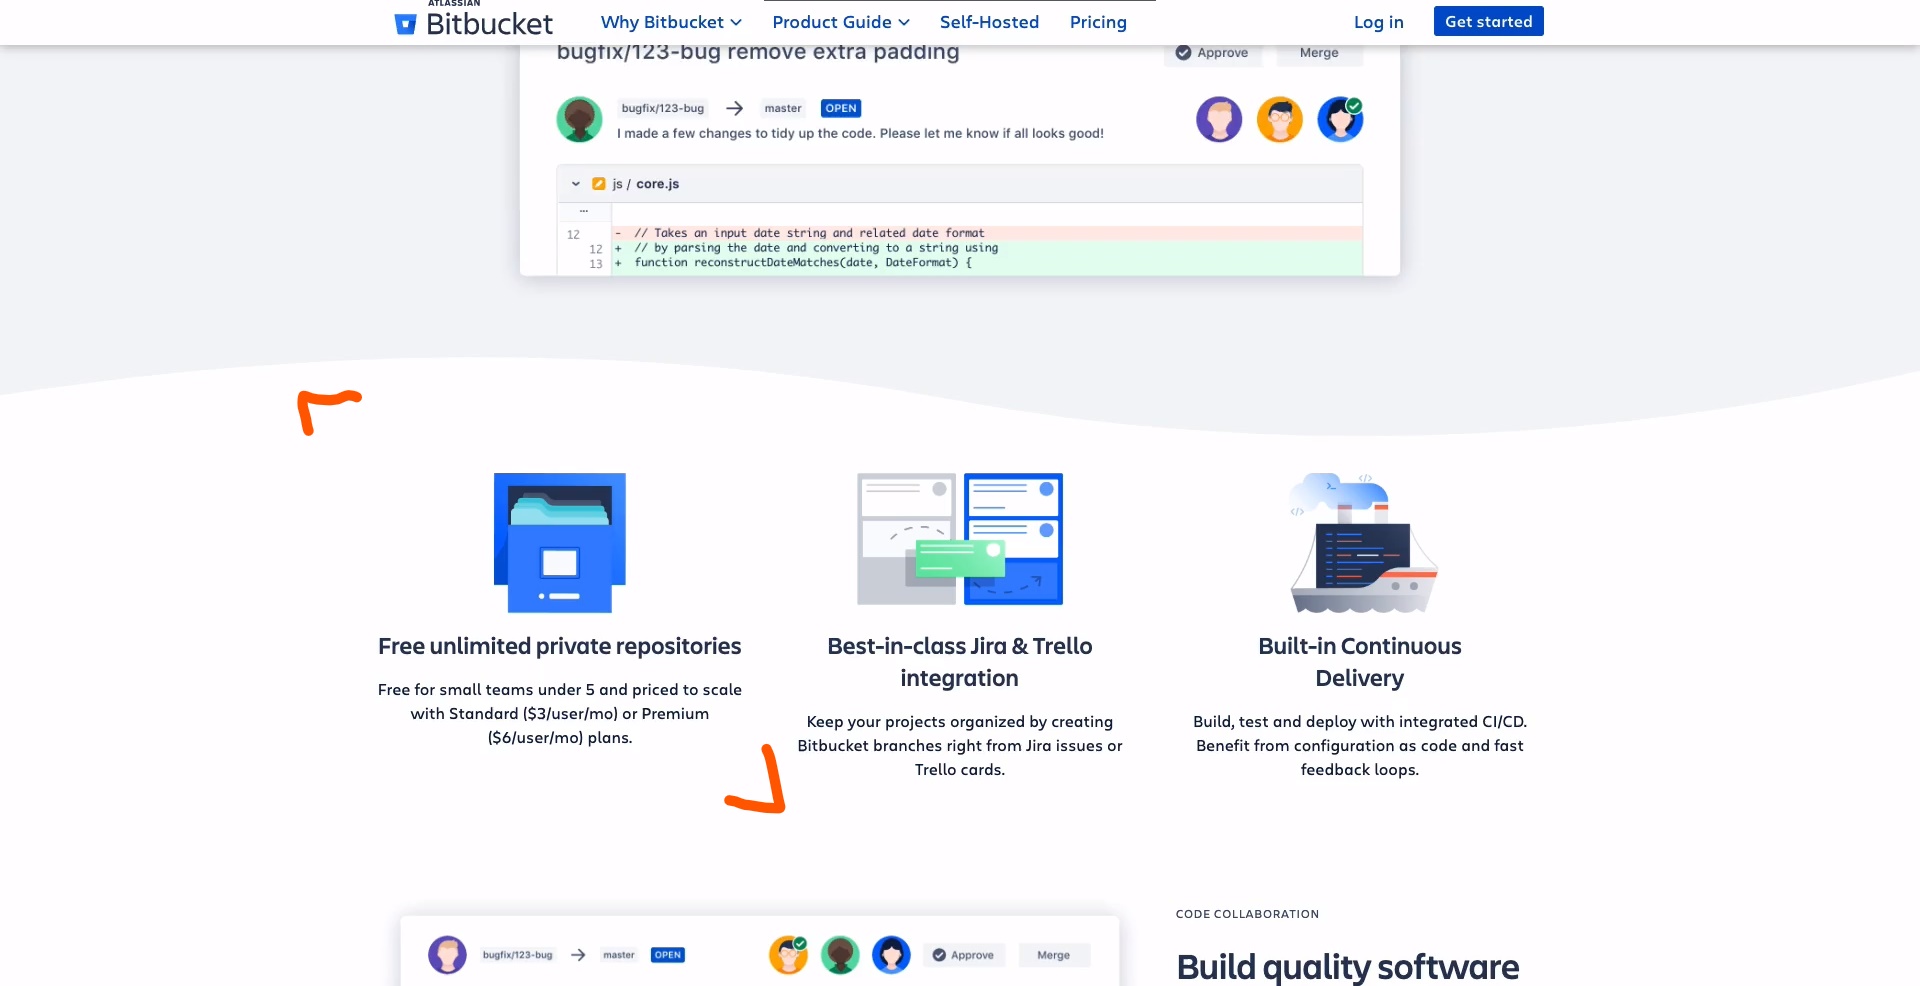 ATLASSIAN
Bitbucket
Why Bitbucket
Product Guide
Self-Hosted
Pricing
Log in
Get started
bugfix/123-bug remove extra padding
Approve
Merge
bugfix/123-bug → master OPEN
I made a few changes to tidy up the code. Please let me know if all looks good!
js / core.js
...
12 - // Takes an input date string and related date format
12 + // by parsing the date and converting to a string using
13 + function reconstructDateMatches(date, DateFormat) {
Free unlimited private repositories
Free for small teams under 5 and priced to scale
with Standard ($3/user/mo) or Premium
($6/user/mo) plans.
Best-in-class Jira & Trello
integration
Keep your projects organized by creating
Bitbucket branches right from Jira issues or
Trello cards.
Built-in Continuous
Delivery
Build, test and deploy with integrated CI/CD.
Benefit from configuration as code and fast
feedback loops.
bugfix/123-bug → master OPEN
Approve
Merge
CODE COLLABORATION
Build quality software